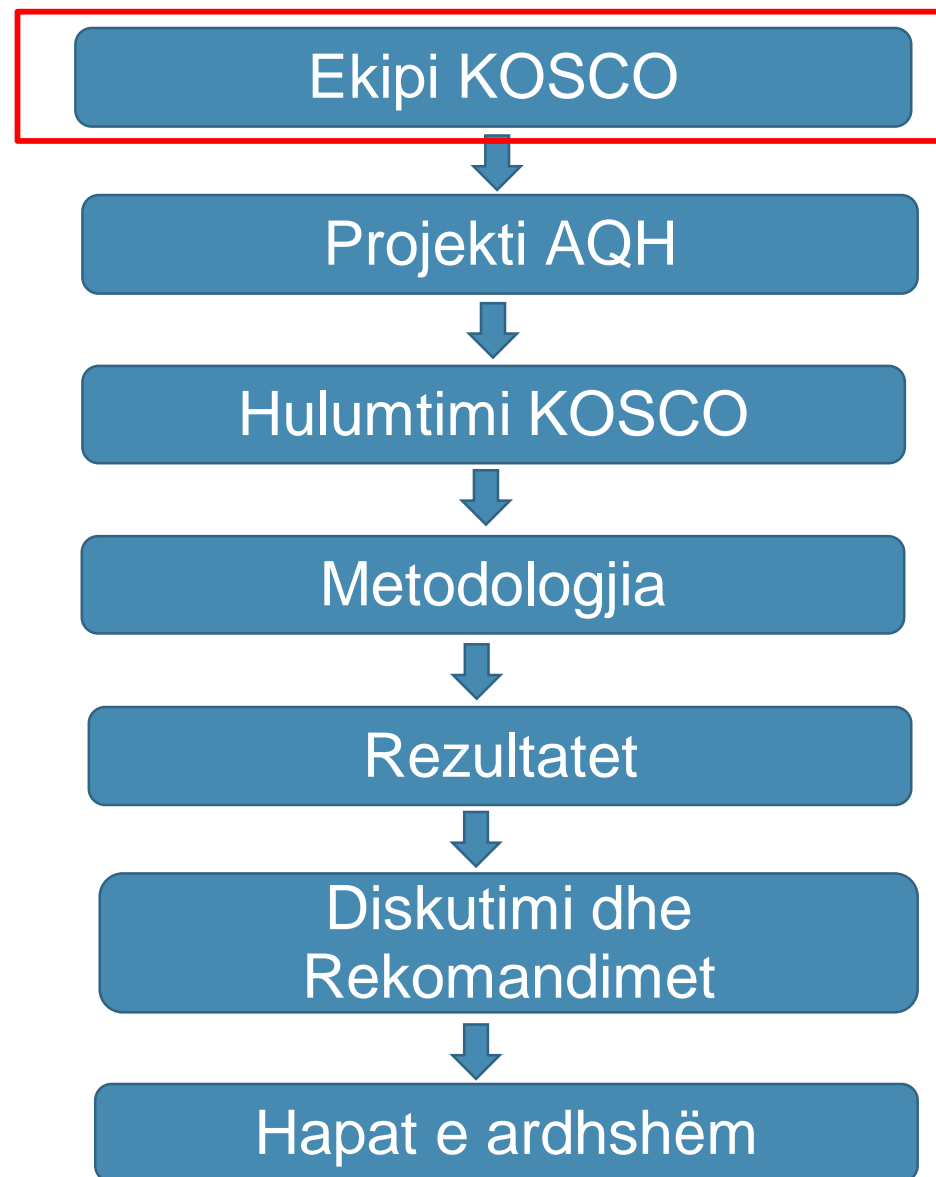 Ekipi KOSCO
Projekti AQH
Hulumtimi KOSCO
Metodologjia
Rezultatet
Diskutimi dhe
Rekomandimet
Hapat e ardhshëm